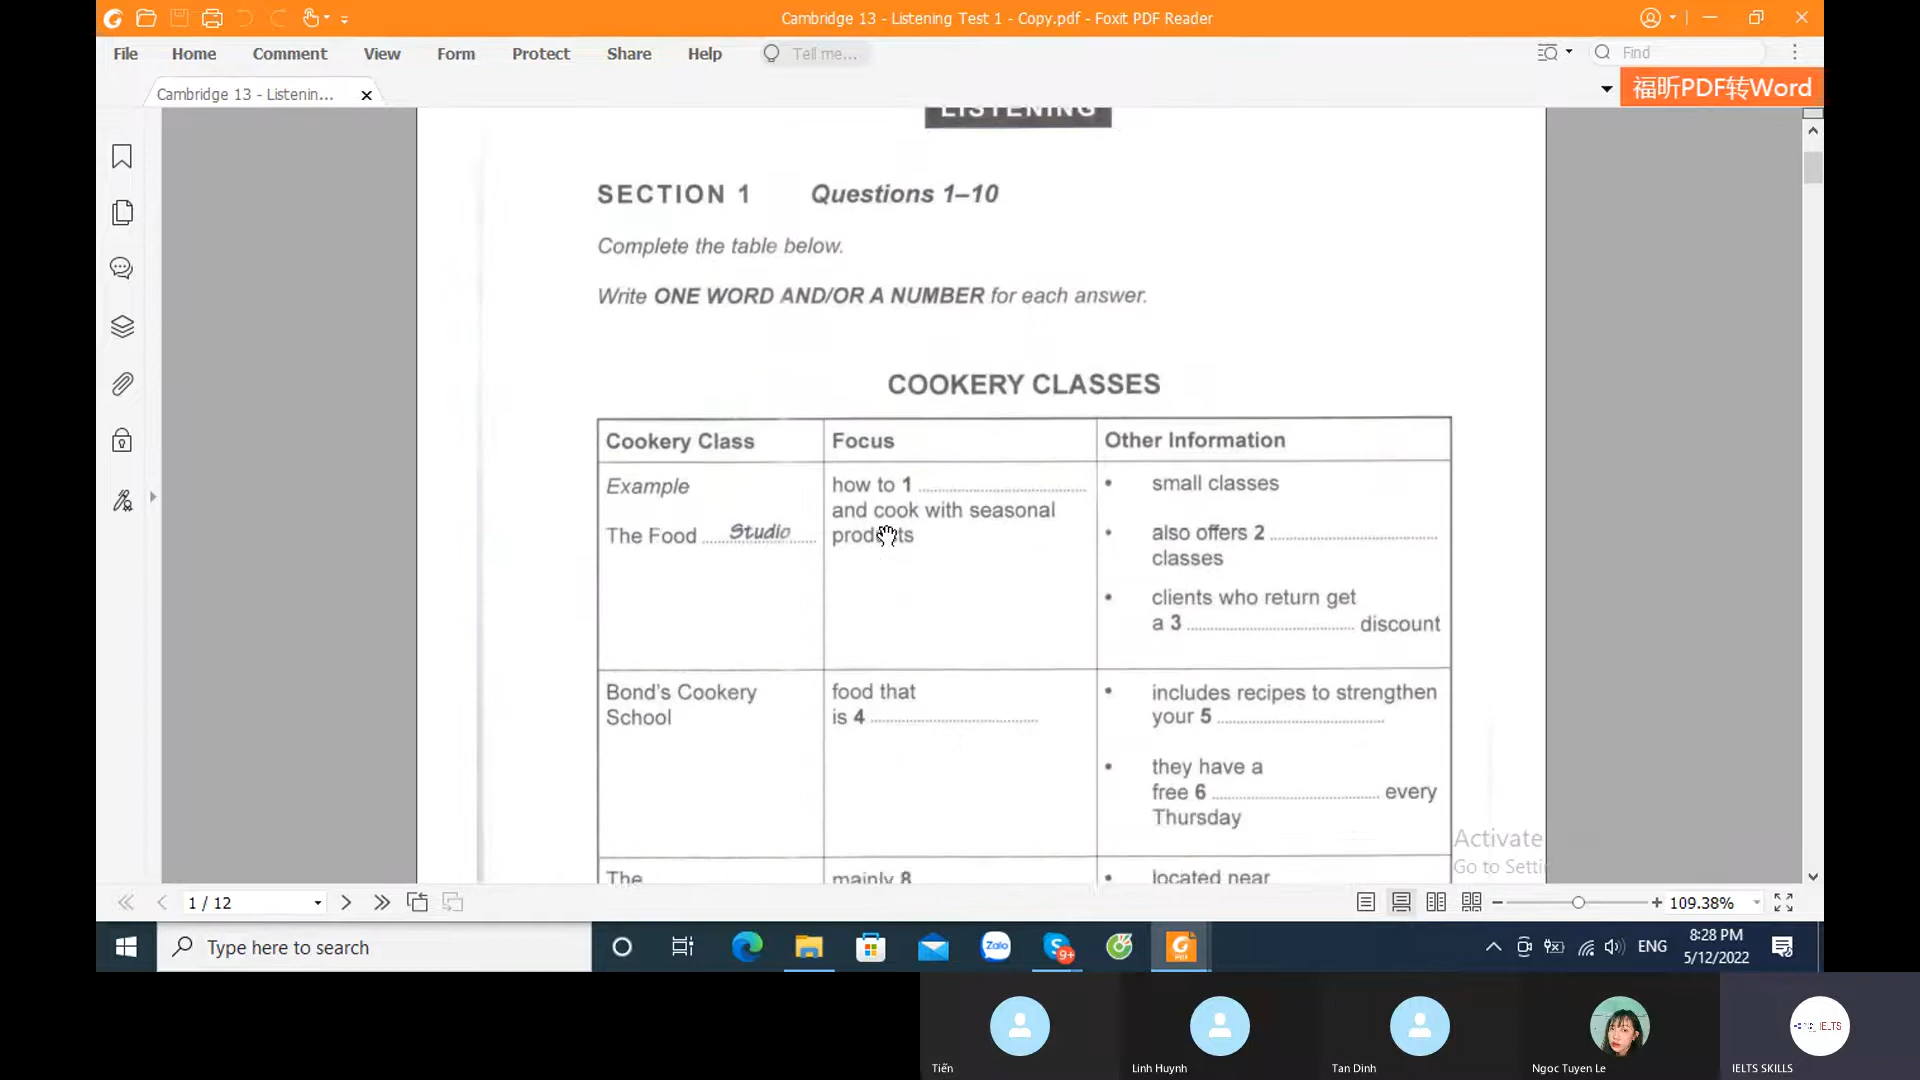 Cambridge 13 - Listening Test 1 - Copy.pdf - Foxit PDF Reader
File Home Comment View Form Protect Share Help Tell me... Find
Cambridge 13 - Listenin...
福昕PDF转Word
LISTENING
SECTION 1 Questions 1–10
Complete the table below.
Write ONE WORD AND/OR A NUMBER for each answer.
COOKERY CLASSES
Cookery Class Focus Other Information
Example
The Food Studio
how to 1
and cook with seasonal
products
• small classes
• also offers 2
classes
• clients who return get
a 3 discount
Bond's Cookery
School
food that
is 4
• includes recipes to strengthen
your 5
• they have a
free 6 every
Thursday
The mainly 8 • located near
Activate
Go to Setti
1 / 12
109.38%
Type here to search
Zalo
9+
PDF
ENG
8:28 PM
5/12/2022
IELTS
Tiến Linh Huynh Tan Dinh Ngoc Tuyen Le IELTS SKILLS